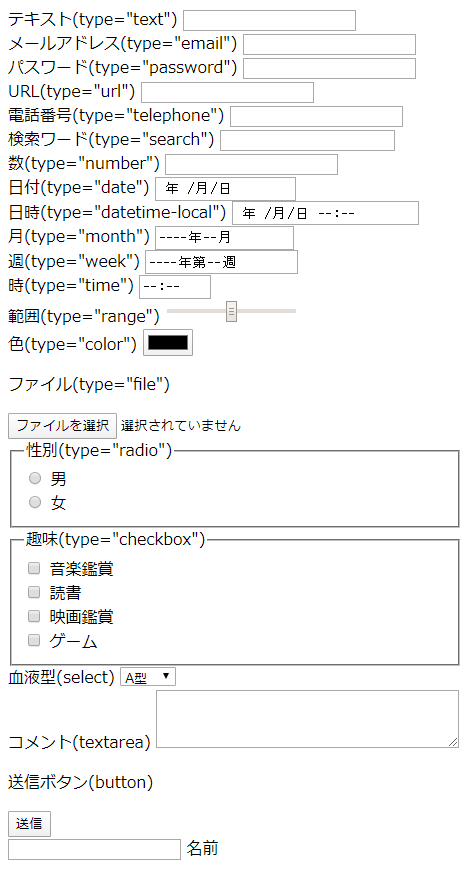 テキスト(type="text")
メールアドレス(type="email")
パスワード(type="password")
URL(type="url")
電話番号(type="telephone")
検索ワード(type="search")
数(type="number")
日付(type="date") 年 /月/日
日時(type="datetime-local") 年 /月/日 --:--
月(type="month") ----年--月
週(type="week") ----年第--週
時(type="time") --:--
範囲(type="range")
色(type="color")
ファイル(type="file")
ファイルを選択 選択されていません
性別(type="radio")
男
女
趣味(type="checkbox")
音楽鑑賞
読書
映画鑑賞
ゲーム
血液型(select) A型
コメント(textarea)
送信ボタン(button)
送信
名前